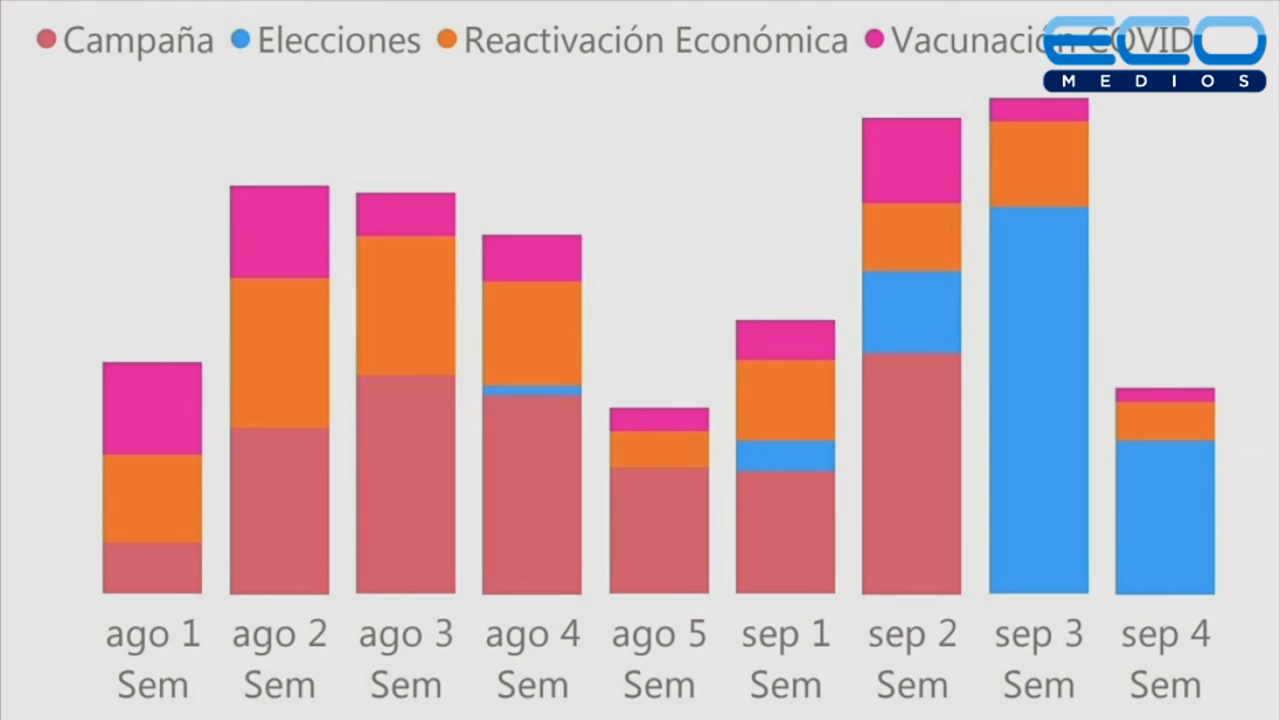 Campaña Elecciones Reactivación Económica Vacunación COVID
ECO
MEDIOS
ago 1 ago 2 ago 3 ago 4 ago 5 sep 1 sep 2 sep 3 sep 4
Sem Sem Sem Sem Sem Sem Sem Sem Sem